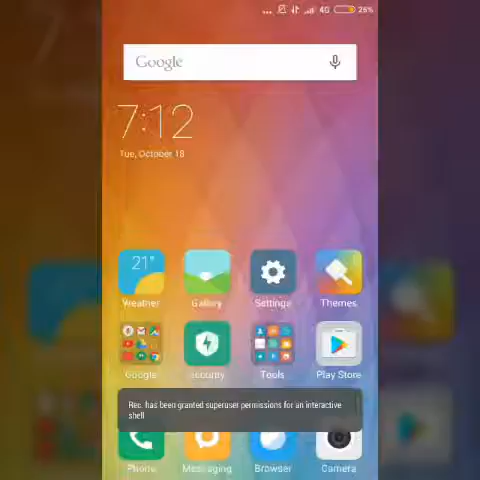 4G 26%
Google
7:12
Tue, October 18
21°
Weather Gallery Settings Themes
Google Security Tools Play Store
Rec. has been granted superuser permissions for an interactive
shell
Phone Messaging Browser Camera